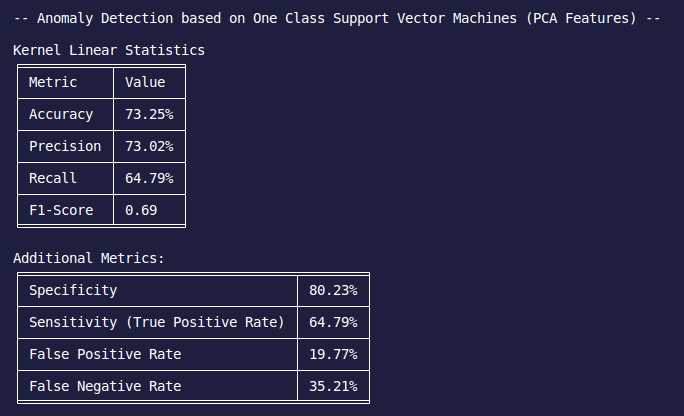 -- Anomaly Detection based on One Class Support Vector Machines (PCA Features) --
Kernel Linear Statistics
Metric Value
Accuracy 73.25%
Precision 73.02%
Recall 64.79%
F1-Score 0.69
Additional Metrics:
Specificity 80.23%
Sensitivity (True Positive Rate) 64.79%
False Positive Rate 19.77%
False Negative Rate 35.21%